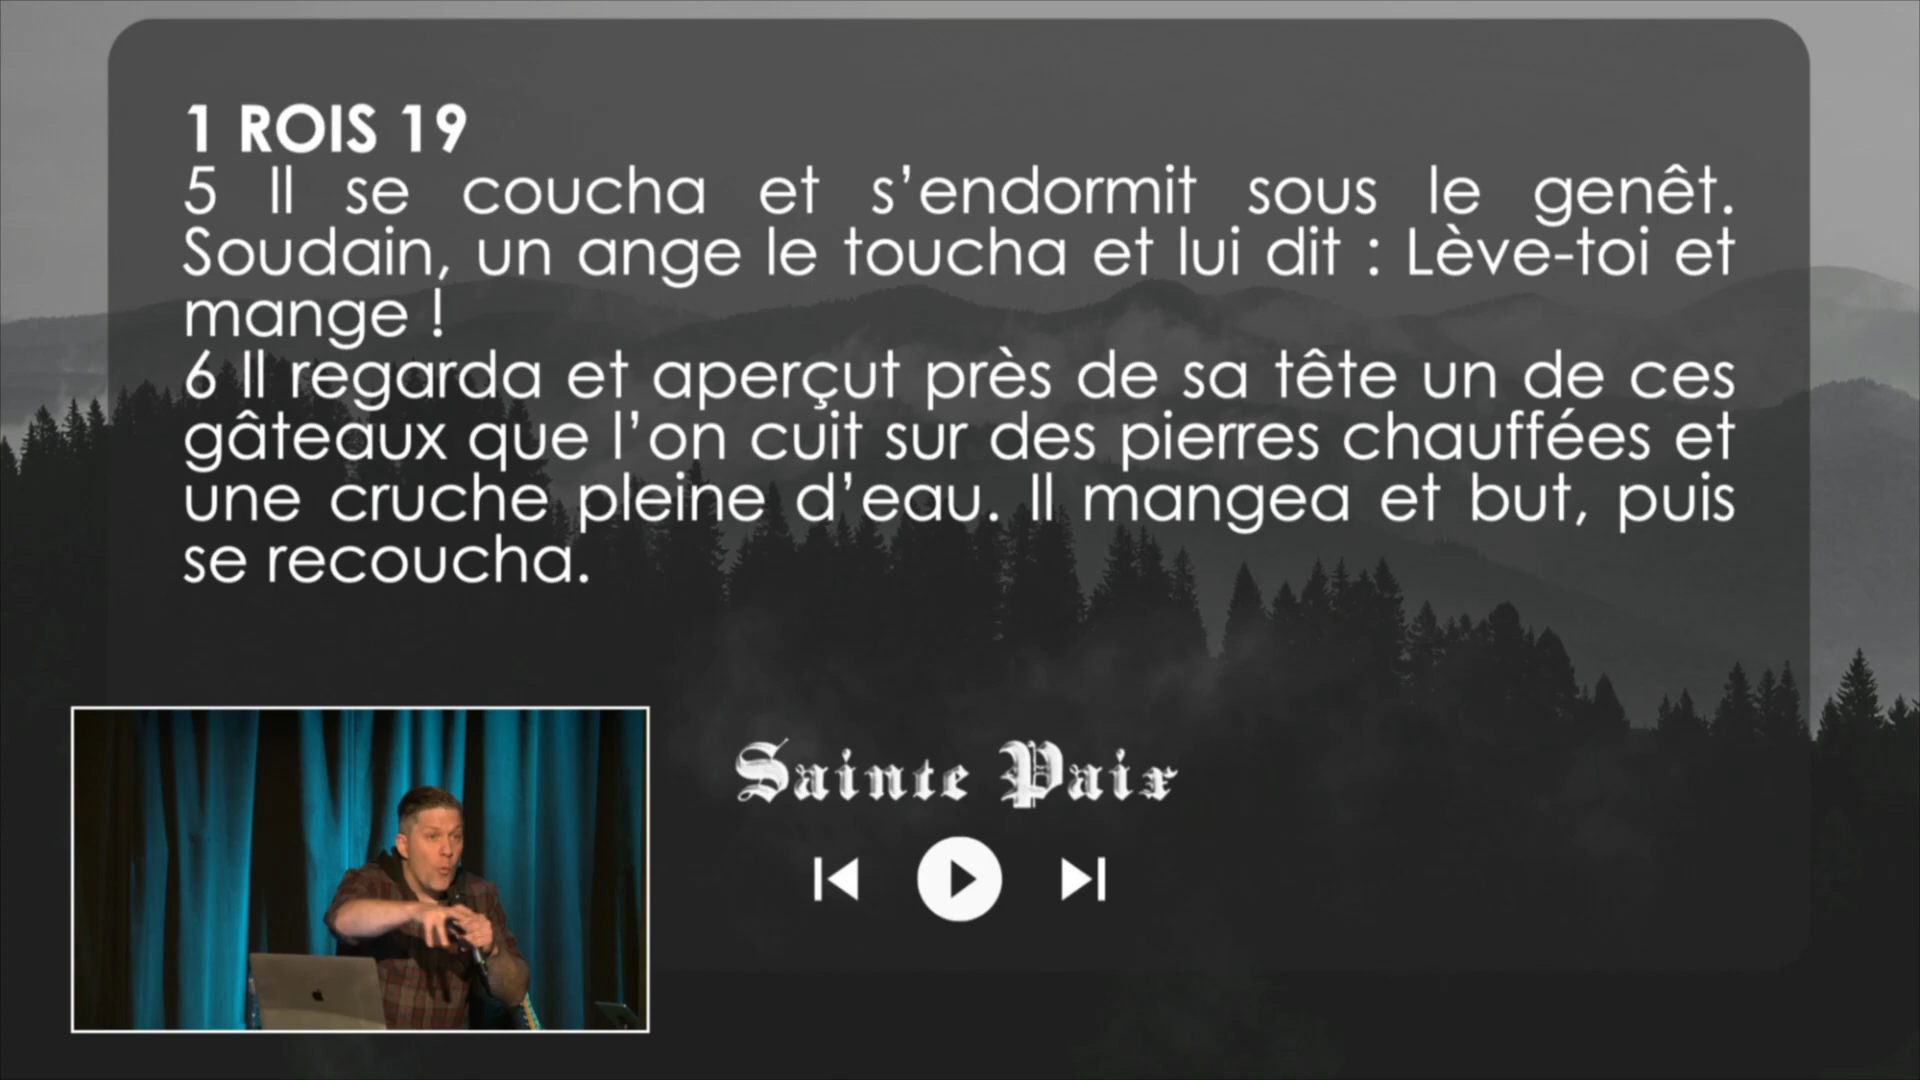 1 ROIS 19
5 Il se coucha et s’endormit sous le genêt.
Soudain, un ange le toucha et lui dit : Lève-toi et
mange !
6 Il regarda et aperçut près de sa tête un de ces
gâteaux que l’on cuit sur des pierres chauffées et
une cruche pleine d’eau. Il mangea et but, puis
se recoucha.
Sainte Paix